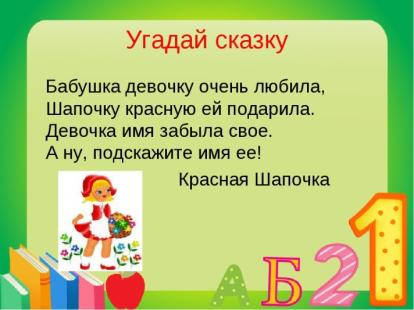 Угадай сказку
Бабушка девочку очень любила,
Шапочку красную ей подарила.
Девочка имя забыла свое.
А ну, подскажите имя ее!
Красная Шапочка
А Б 2 1